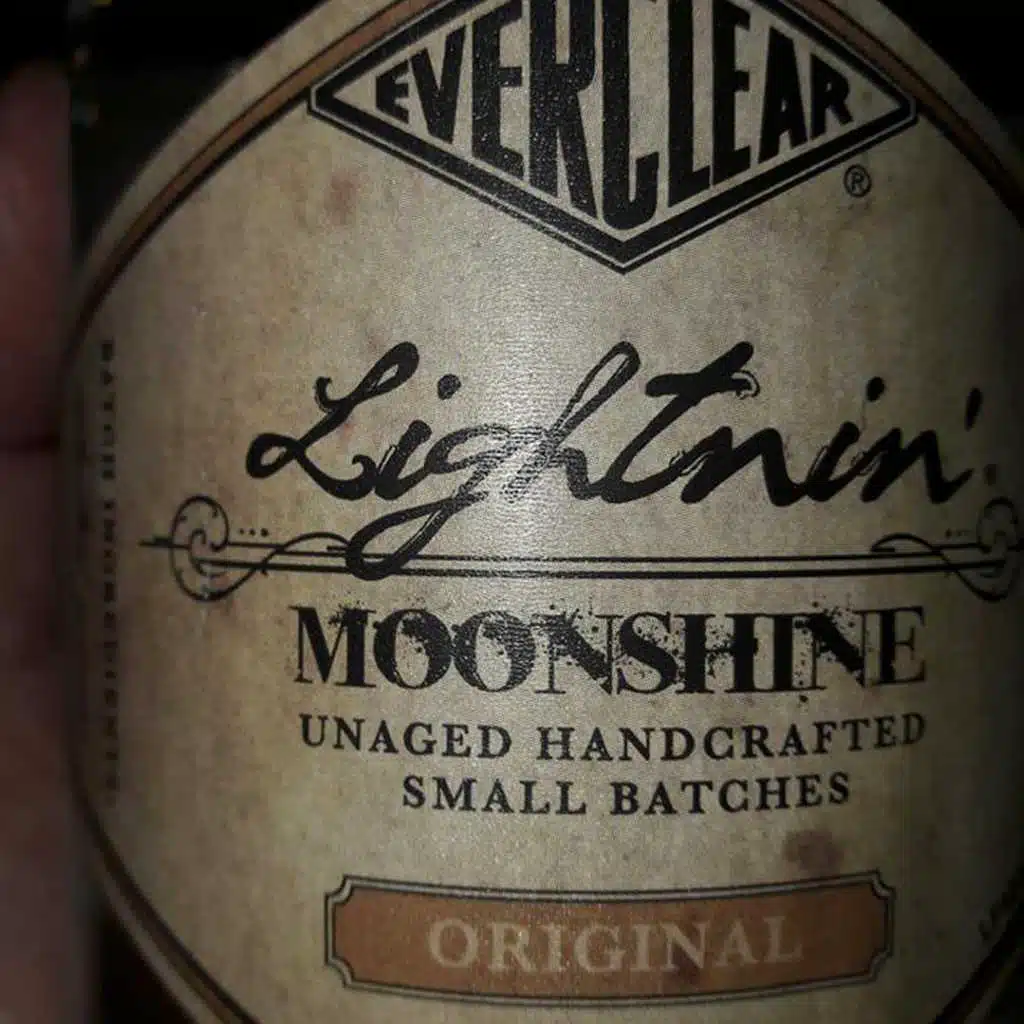 EVERCLEAR
®
Lightnin'
MOONSHINE
UNAGED HANDCRAFTED
SMALL BATCHES
ORIGINAL